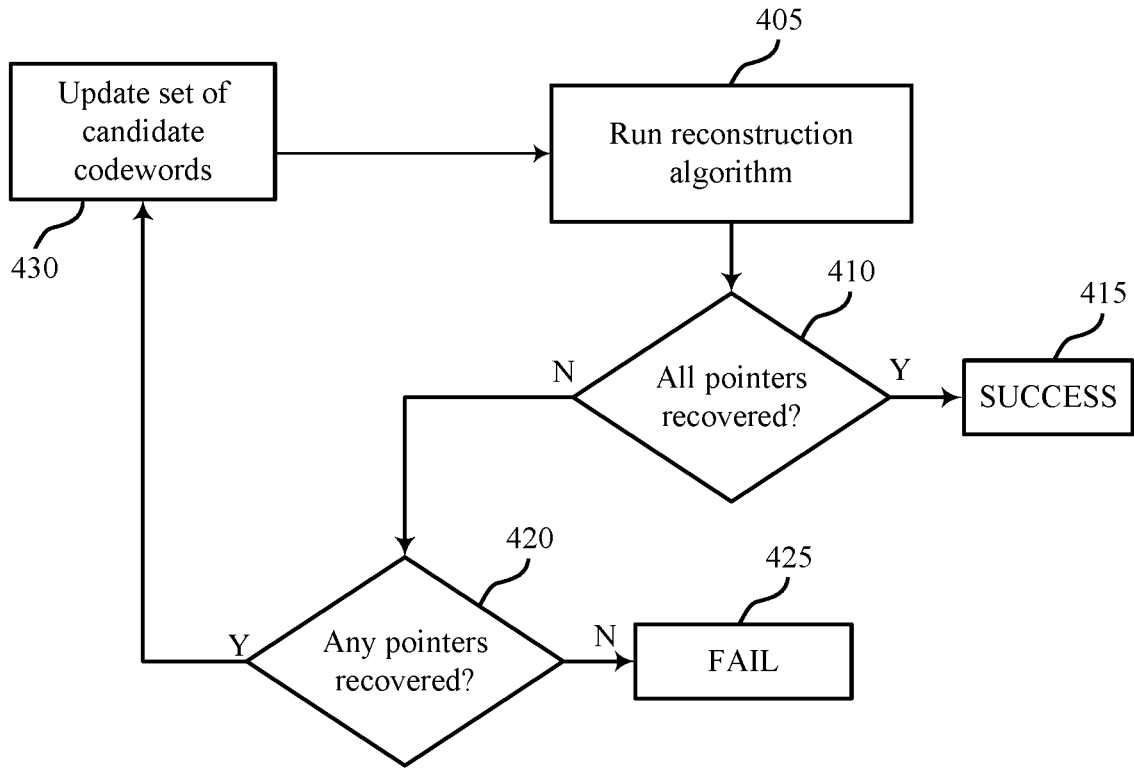 405
Update set of
candidate
codewords
Run reconstruction
algorithm
430
410
415
N
All pointers
recovered?
Y
SUCCESS
420
425
Y
Any pointers
recovered?
N
FAIL